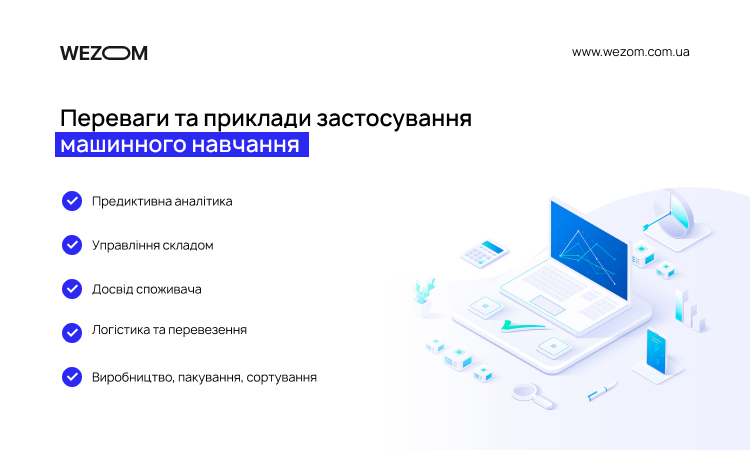 WEZOM
www.wezom.com.ua
Переваги та приклади застосування
машинного навчання
Предиктивна аналітика
Управління складом
Досвід споживача
Логістика та перевезення
Виробництво, пакування, сортування